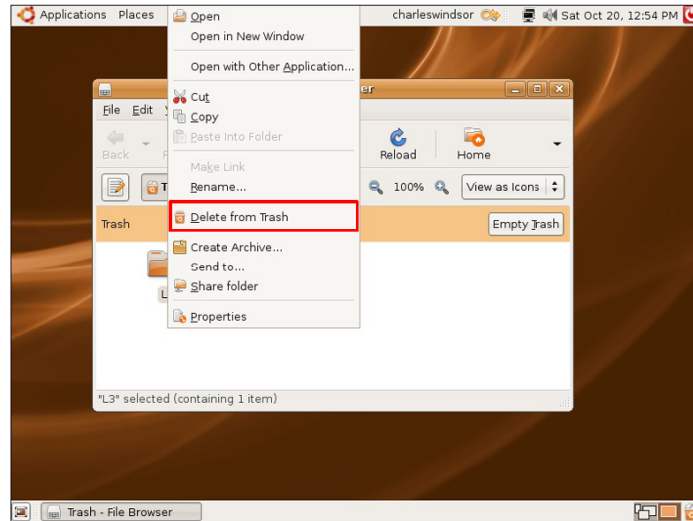 Applications Places charleswindsor Sat Oct 20, 12:54 PM
Open
Open in New Window
Open with Other Application...
Cut
Copy
Paste Into Folder
Make Link
Rename...
Delete from Trash
Create Archive...
Send to...
Share folder
Properties
er
File Edit
Back
Reload Home
100% View as Icons
Trash Empty Trash
"L3" selected (containing 1 item)
Trash - File Browser